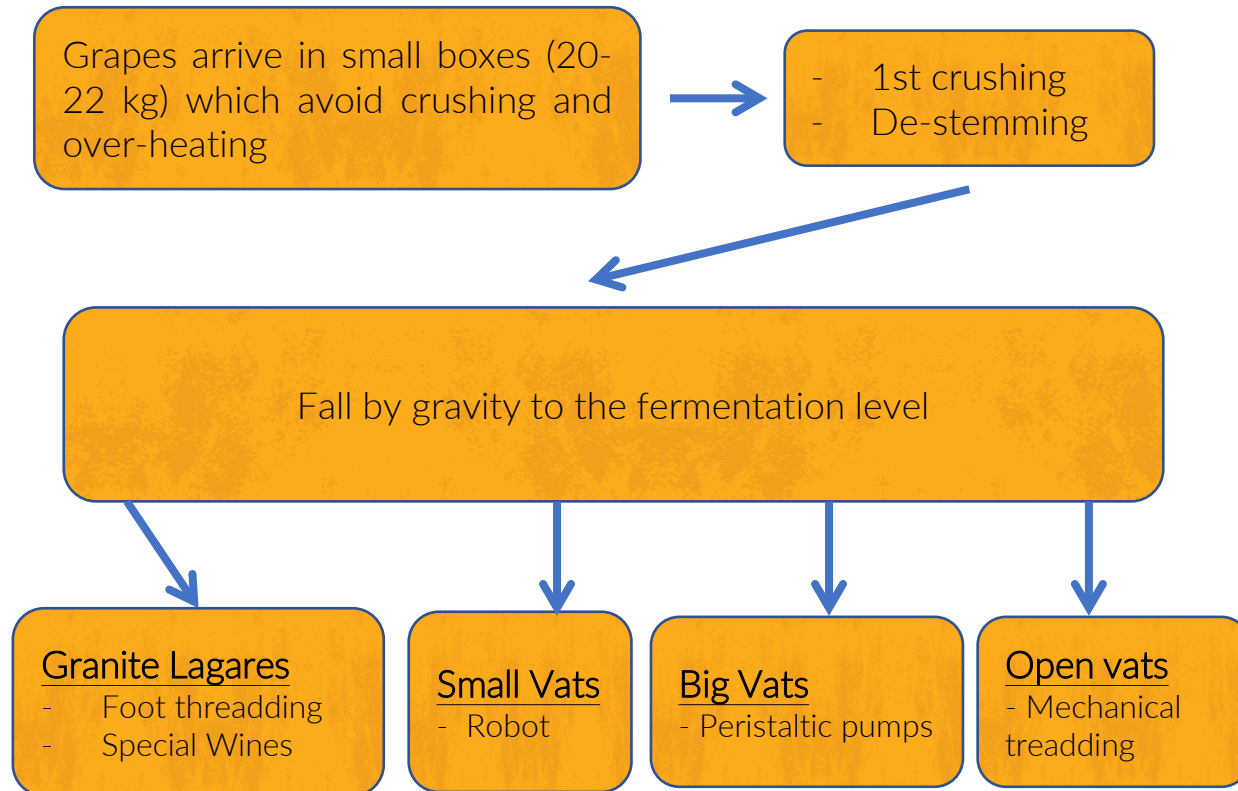 Grapes arrive in small boxes (20-
22 kg) which avoid crushing and
over-heating
- 1st crushing
- De-stemming
Fall by gravity to the fermentation level
Granite Lagares
- Foot threadding
- Special Wines
Small Vats
- Robot
Big Vats
- Peristaltic pumps
Open vats
- Mechanical
treadding